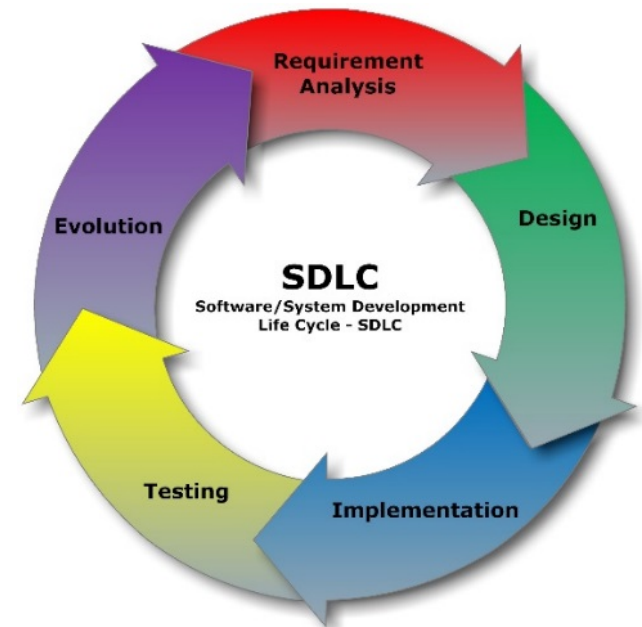 Requirement
Analysis
Design
Evolution
SDLC
Software/System Development
Life Cycle - SDLC
Testing
Implementation